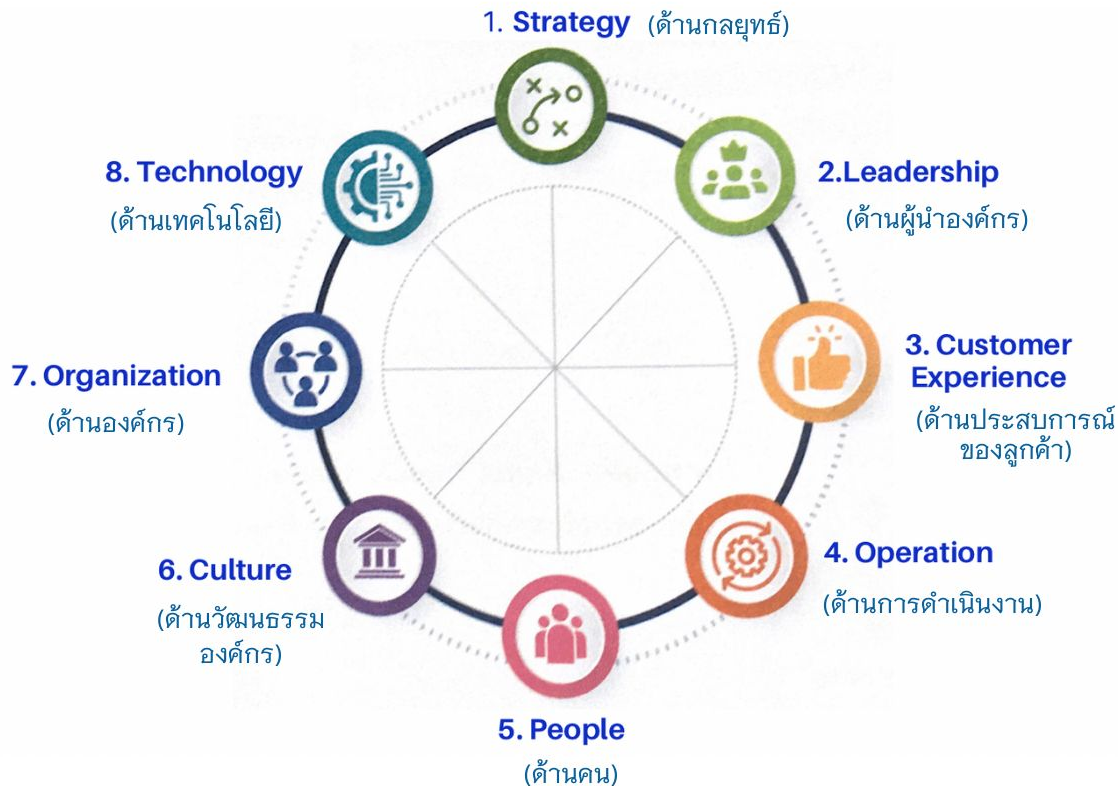 1. Strategy (ด้านกลยุทธ์)
2.Leadership
(ด้านผู้นำองค์กร)
3. Customer
Experience
(ด้านประสบการณ์
ของลูกค้า)
4. Operation
(ด้านการดำเนินงาน)
5. People
(ด้านคน)
6. Culture
(ด้านวัฒนธรรม
องค์กร)
7. Organization
(ด้านองค์กร)
8. Technology
(ด้านเทคโนโลยี)